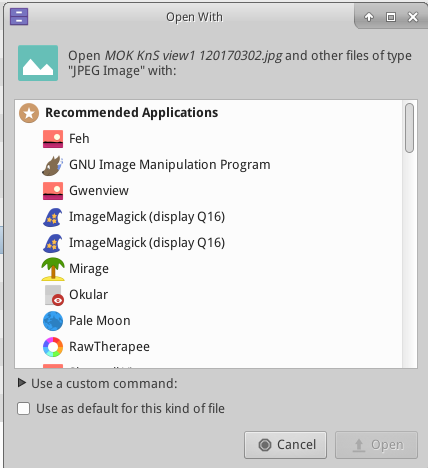 Open With
Open MOK KnS view1 120170302.jpg and other files of type
"JPEG Image" with:
Recommended Applications
Feh
GNU Image Manipulation Program
Gwenview
ImageMagick (display Q16)
ImageMagick (display Q16)
Mirage
Okular
Pale Moon
RawTherapee
Use a custom command:
Use as default for this kind of file
Cancel
Open